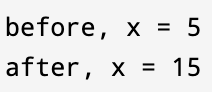 before, x = 5
after, x = 15